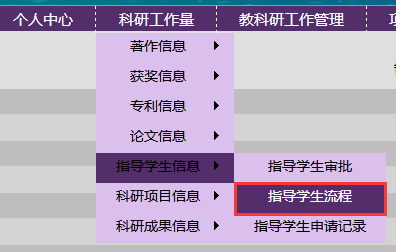 个人中心 科研工作量 教科研工作管理
著作信息
获奖信息
专利信息
论文信息
指导学生信息 指导学生审批
科研项目信息 指导学生流程
科研成果信息 指导学生申请记录